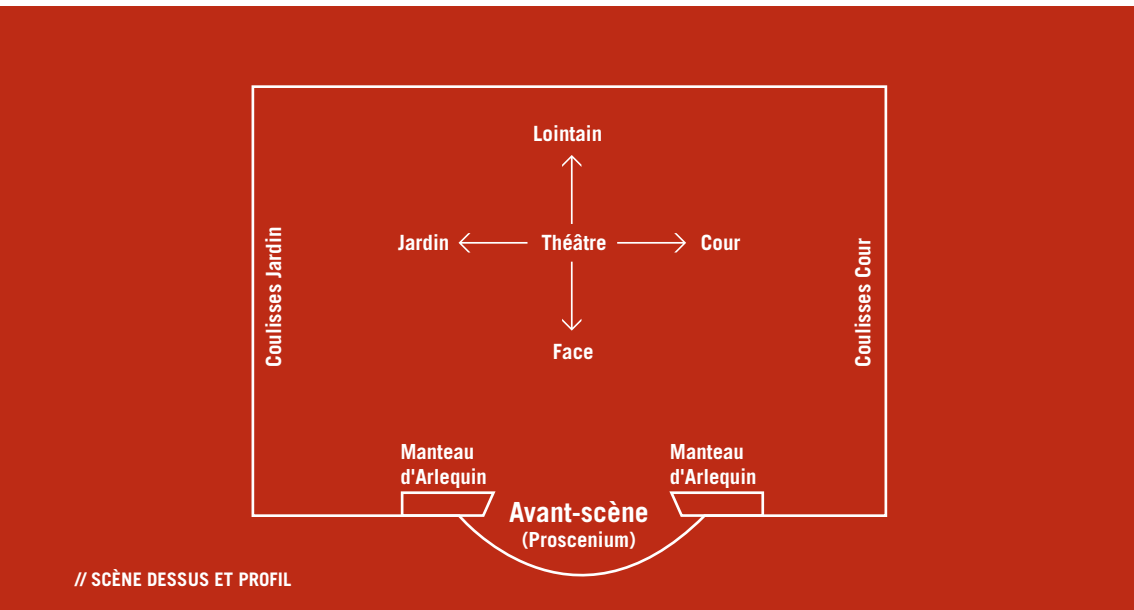 Lointain
Jardin
Théâtre
Cour
Face
Coulisses Jardin
Coulisses Cour
Manteau
d'Arlequin
Manteau
d'Arlequin
Avant-scène
(Proscenium)
// SCÈNE DESSUS ET PROFIL